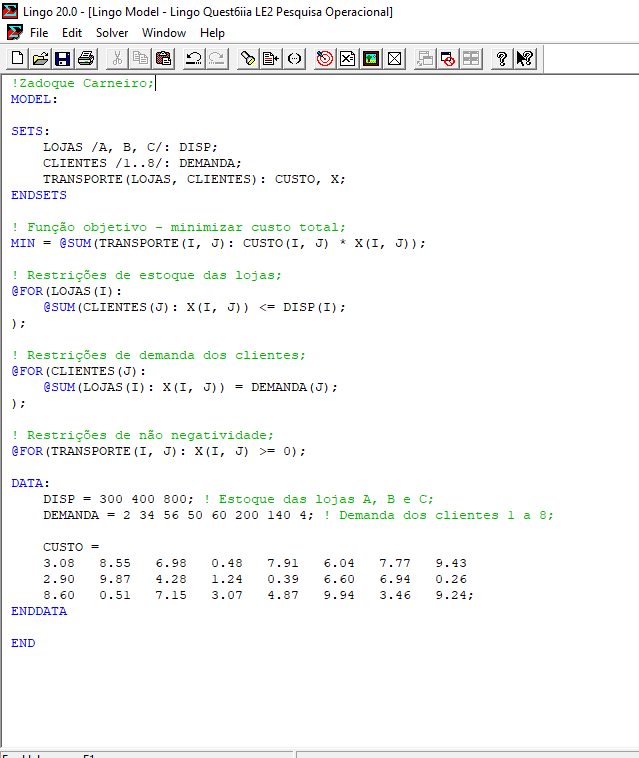 Lingo 20.0 - [Lingo Model - Lingo Quest6iia LE2 Pesquisa Operacional]
File Edit Solver Window Help
!Zadoque Carneiro;
MODEL:
SETS:
LOJAS /A, B, C/: DISP;
CLIENTES /1..8/: DEMANDA;
TRANSPORTE(LOJAS, CLIENTES): CUSTO, X;
ENDSETS
! Função objetivo - minimizar custo total;
MIN = @SUM(TRANSPORTE(I, J): CUSTO(I, J) * X(I, J));
! Restrições de estoque das lojas;
@FOR(LOJAS(I):
@SUM(CLIENTES(J): X(I, J)) <= DISP(I);
);
! Restrições de demanda dos clientes;
@FOR(CLIENTES(J):
@SUM(LOJAS(I): X(I, J)) = DEMANDA(J);
);
! Restrições de não negatividade;
@FOR(TRANSPORTE(I, J): X(I, J) >= 0);
DATA:
DISP = 300 400 800; ! Estoque das lojas A, B e C;
DEMANDA = 2 34 56 50 60 200 140 4; ! Demanda dos clientes 1 a 8;
CUSTO =
3.08 8.55 6.98 0.48 7.91 6.04 7.77 9.43
2.90 9.87 4.28 1.24 0.39 6.60 6.94 0.26
8.60 0.51 7.15 3.07 4.87 9.94 3.46 9.24;
ENDDATA
END